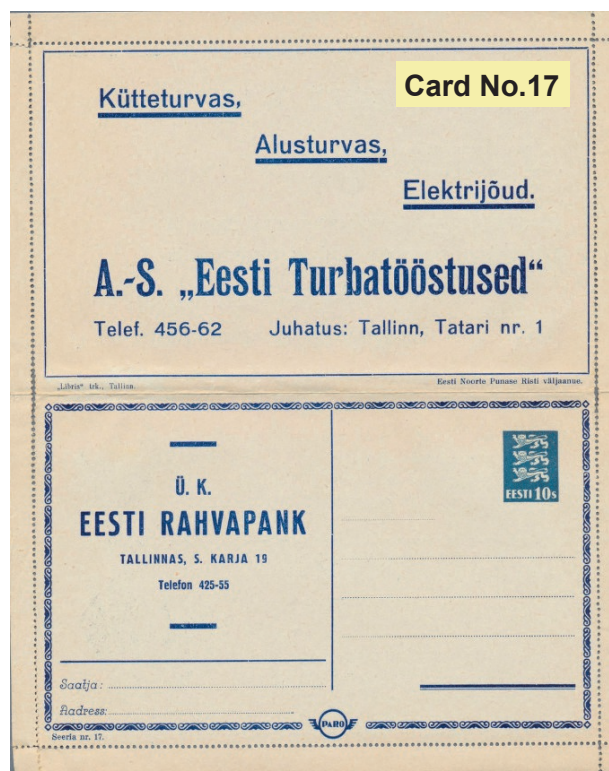 Card No.17
Kütteturvas,
Alusturvas,
Elektrijõud.
A.-S. „Eesti Turbatööstused“
Telef. 456-62 Juhatus: Tallinn, Tatari nr. 1
„Libris“ trk., Tallinn. Eesti Noorte Punase Risti väljaanne.
Ü. K.
EESTI RAHVAPANK
TALLINNAS, S. KARJA 19
Telefon 425-55
EESTI 10s
Saatja:
Aadress:
PARO
Seeria nr. 17.